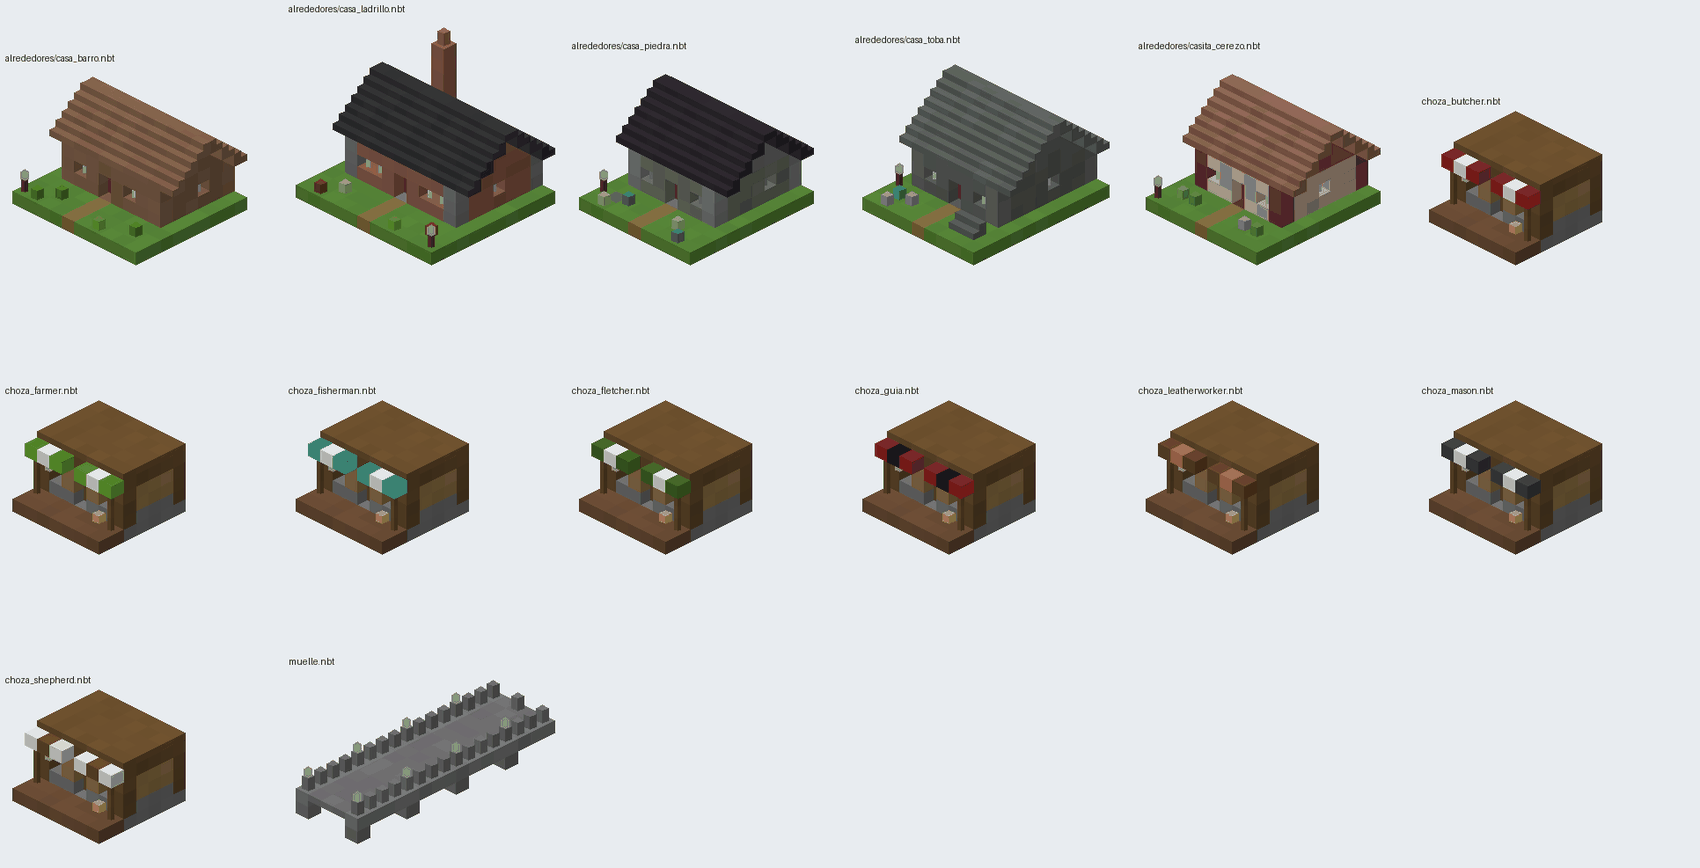 alrededores/casa_barro.nbt
alrededores/casa_ladrillo.nbt
alrededores/casa_piedra.nbt
alrededores/casa_toba.nbt
alrededores/casita_cerezo.nbt
choza_butcher.nbt
choza_farmer.nbt
choza_fisherman.nbt
choza_fletcher.nbt
choza_guia.nbt
choza_leatherworker.nbt
choza_mason.nbt
choza_shepherd.nbt
muelle.nbt